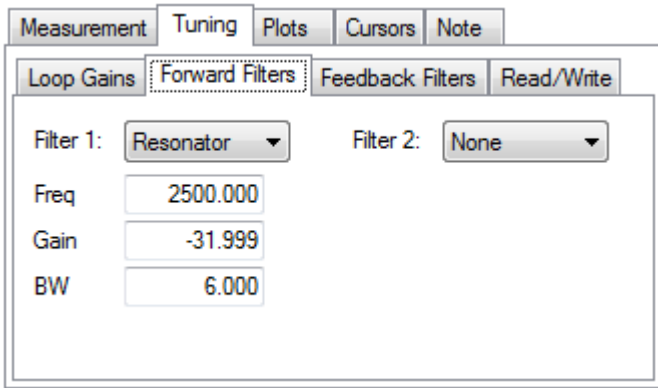 Measurement Tuning Plots Cursors Note
Loop Gains Forward Filters Feedback Filters Read/Write
Filter 1: Resonator Filter 2: None
Freq 2500.000
Gain -31.999
BW 6.000